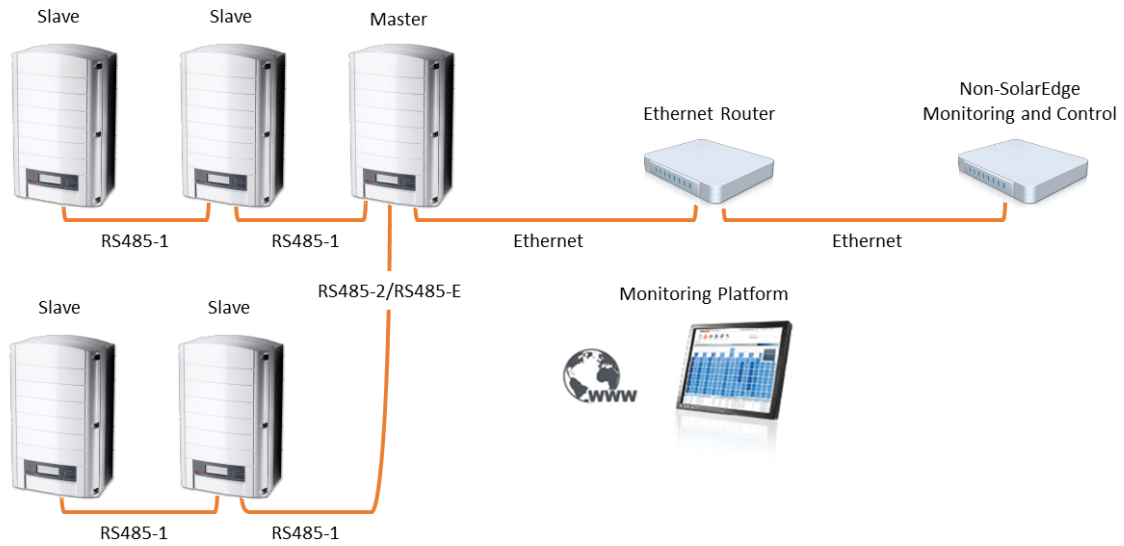 Slave
Slave
Master
Ethernet Router
Non-SolarEdge
Monitoring and Control
RS485-1
RS485-1
Ethernet
Ethernet
RS485-2/RS485-E
Slave
Slave
Monitoring Platform
www
RS485-1
RS485-1